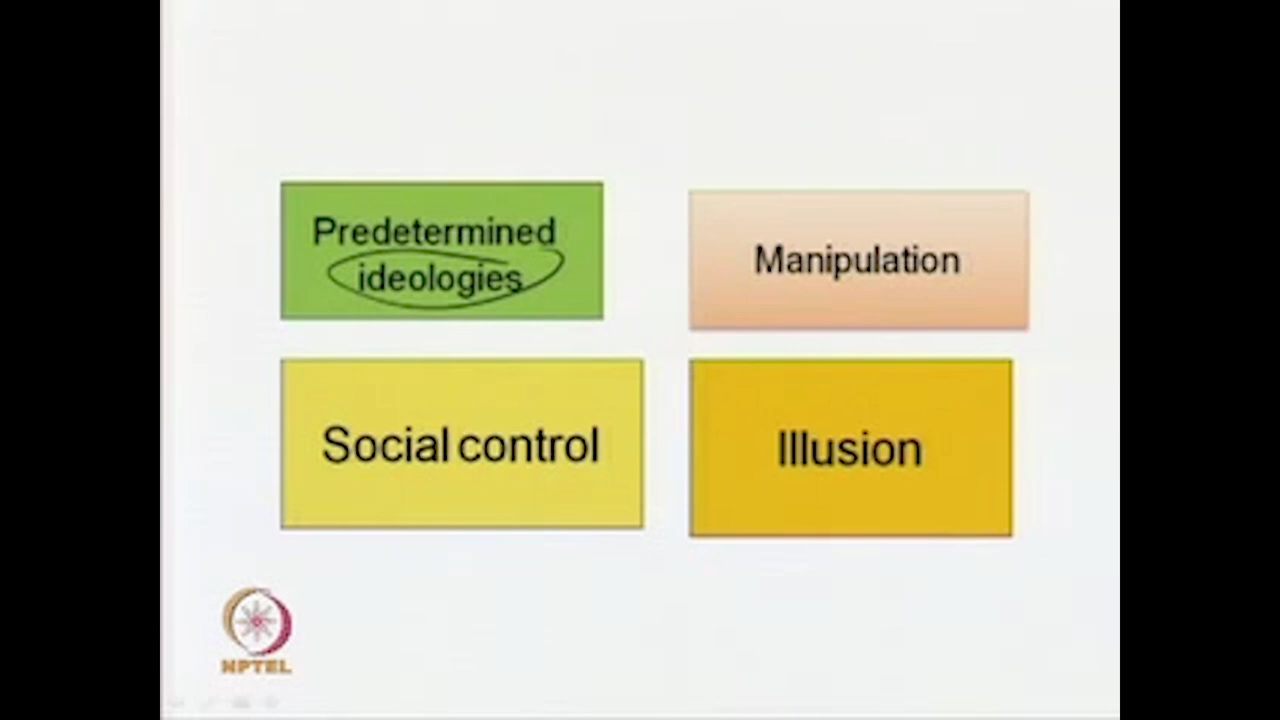 Predetermined
ideologies
Manipulation
Social control
Illusion
NPTEL